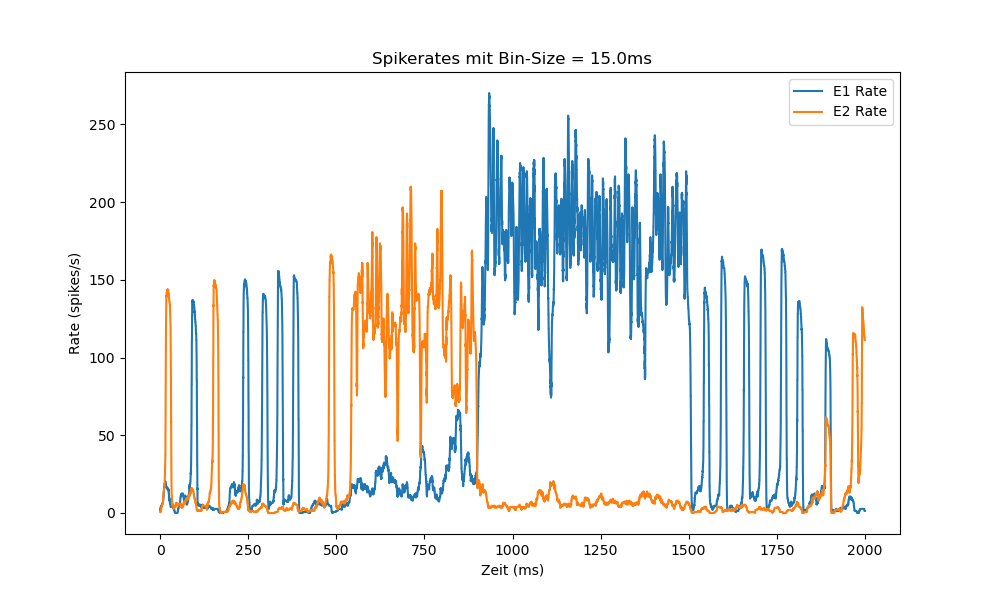 Spikerates mit Bin-Size = 15.0ms
E1 Rate
E2 Rate
Rate (spikes/s)
250
200
150
100
50
0
0 250 500 750 1000 1250 1500 1750 2000
Zeit (ms)